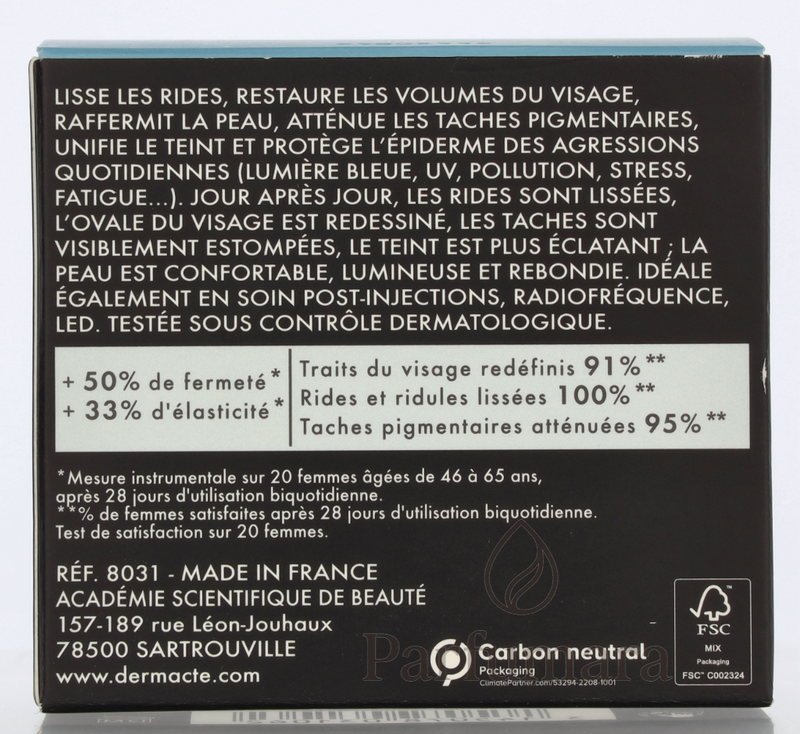 LISSE LES RIDES, RESTAURE LES VOLUMES DU VISAGE,
RAFFERMIT LA PEAU, ATTÉNUE LES TACHES PIGMENTAIRES,
UNIFIE LE TEINT ET PROTÈGE L'ÉPIDERME DES AGRESSIONS
QUOTIDIENNES (LUMIÈRE BLEUE, UV, POLLUTION, STRESS,
FATIGUE...). JOUR APRÈS JOUR, LES RIDES SONT LISSÉES,
L'OVALE DU VISAGE EST REDESSINÉ, LES TACHES SONT
VISIBLEMENT ESTOMPÉES, LE TEINT EST PLUS ÉCLATANT ; LA
PEAU EST CONFORTABLE, LUMINEUSE ET REBONDIE. IDÉALE
ÉGALEMENT EN SOIN POST-INJECTIONS, RADIOFRÉQUENCE,
LED. TESTÉE SOUS CONTRÔLE DERMATOLOGIQUE.
+ 50% de fermeté*
+ 33% d'élasticité*
Traits du visage redéfinis 91%**
Rides et ridules lissées 100%**
Taches pigmentaires atténuées 95%**
*Mesure instrumentale sur 20 femmes âgées de 46 à 65 ans,
après 28 jours d'utilisation biquotidienne.
**% de femmes satisfaites après 28 jours d'utilisation biquotidienne.
Test de satisfaction sur 20 femmes.
RÉF. 8031 - MADE IN FRANCE
ACADÉMIE SCIENTIFIQUE DE BEAUTÉ
157-189 rue Léon-Jouhaux
78500 SARTROUVILLE
www.dermacte.com
Parfumara
Carbon neutral
Packaging
ClimatePartner.com/53294-2208-1001
FSC
MIX
Packaging
FSC™ C002324